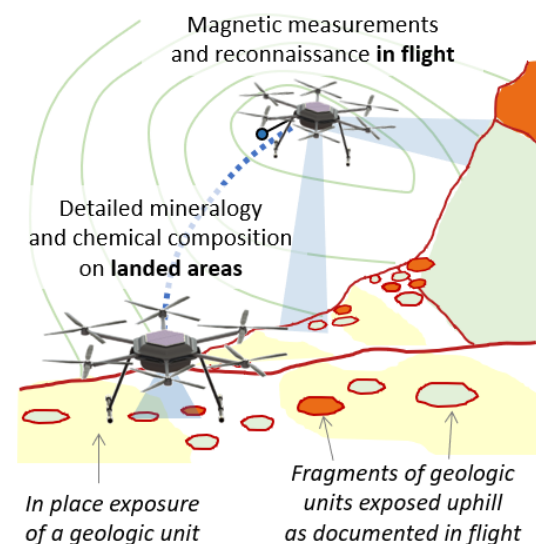 Magnetic measurements
and reconnaissance in flight
Detailed mineralogy
and chemical composition
on landed areas
In place exposure
of a geologic unit
Fragments of geologic
units exposed uphill
as documented in flight